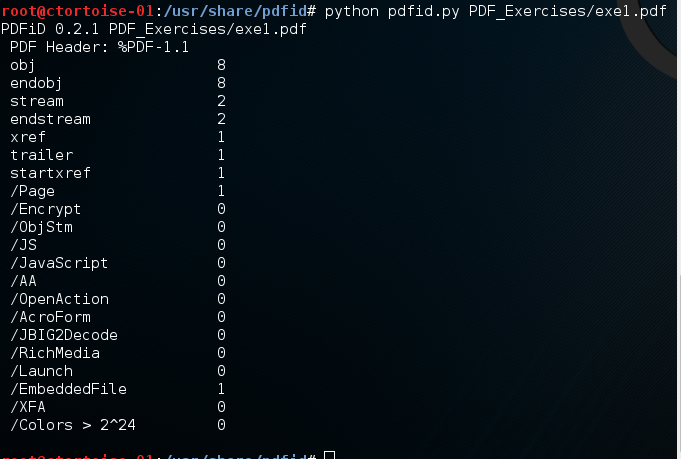 root@ctortoise-01:/usr/share/pdfid# python pdfid.py PDF_Exercises/exe1.pdf
PDFiD 0.2.1 PDF_Exercises/exe1.pdf
PDF Header: %PDF-1.1
obj 8
endobj 8
stream 2
endstream 2
xref 1
trailer 1
startxref 1
/Page 1
/Encrypt 0
/ObjStm 0
/JS 0
/JavaScript 0
/AA 0
/OpenAction 0
/AcroForm 0
/JBIG2Decode 0
/RichMedia 0
/Launch 0
/EmbeddedFile 1
/XFA 0
/Colors > 2^24 0
root@ctortoise-01:/usr/share/pdfid#